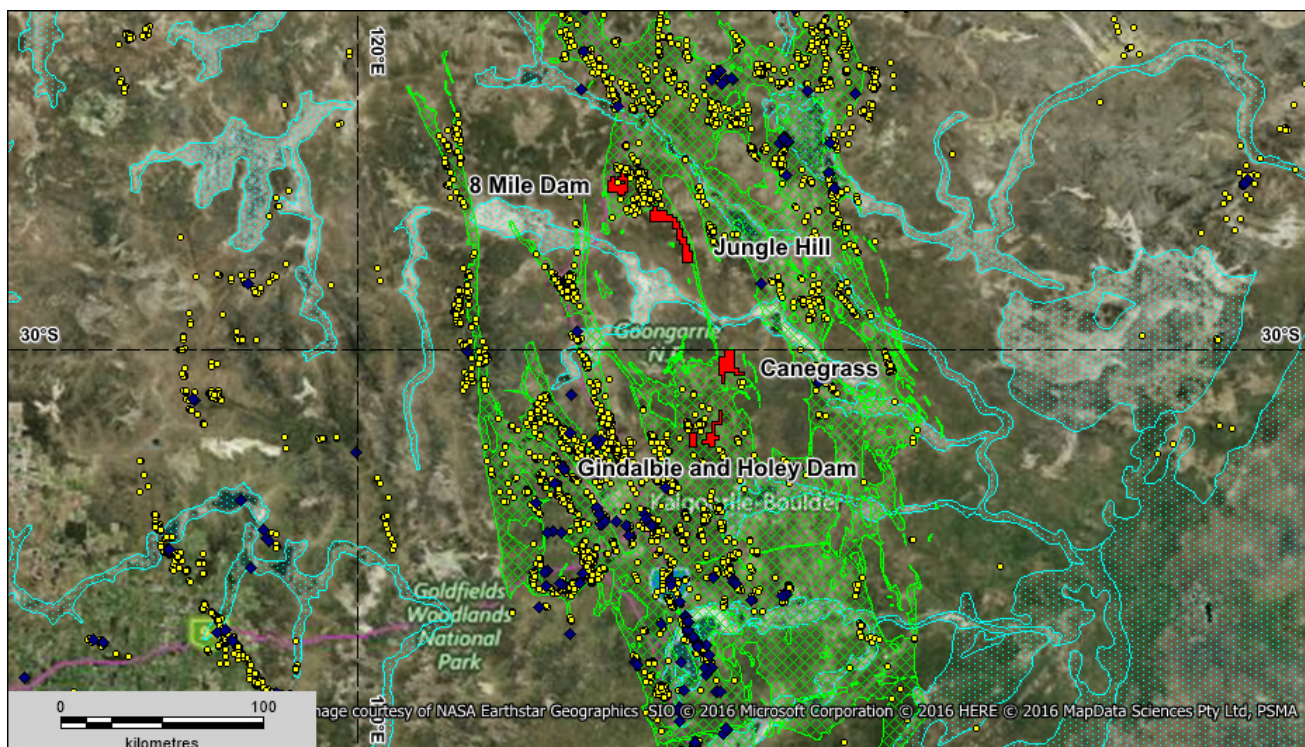 120°E
8 Mile Dam
Jungle Hill
30°S
30°S
Goongarrie
N.P.
Canegrass
Gindalbie and Holey Dam
Kalgoorlie-Boulder
Goldfields
Woodlands
National
Park
0 100
kilometres
120°E
mage courtesy of NASA Earthstar Geographics SIO © 2016 Microsoft Corporation © 2016 HERE © 2016 MapData Sciences Pty Ltd, PSMA